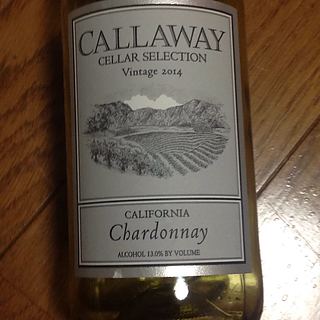 CALLAWAY
CELLAR SELECTION
Vintage 2014
CALIFORNIA
Chardonnay
ALCOHOL 13.0% BY VOLUME